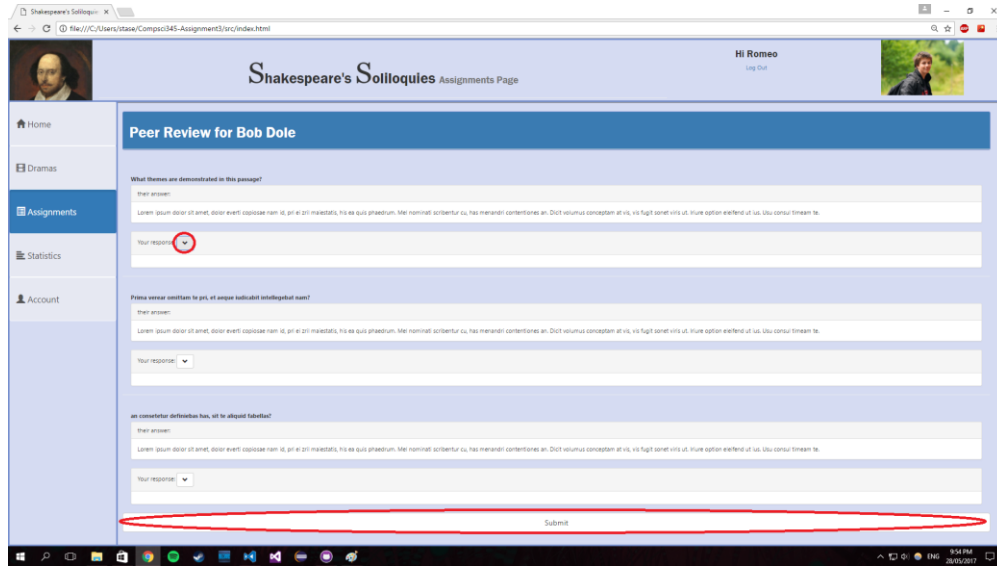 Shakespeare's Soliloqui
file:///C:/Users/stase/Compsci345-Assignment3/src/index.html
Shakespeare's Soliloquies Assignments Page
Hi Romeo
Log Out
Home
Dramas
Assignments
Statistics
Account
Peer Review for Bob Dole
What themes are demonstrated in this passage?
their answer:
Lorem ipsum dolor sit amet, dolor everti copiosae nam id, pri ei zril maiestatis, his ea quis phaedrum. Mel nominati scribentur cu, has menandri contentiones an. Dicit volumus conceptam at vis, vis fugit sonet viris ut. Iriure option eleifend ut ius. Usu consul timeam te.
Your response:
Prima verear omittam te pri, et aeque iudicabit intellegebat nam?
their answer:
Lorem ipsum dolor sit amet, dolor everti copiosae nam id, pri ei zril maiestatis, his ea quis phaedrum. Mel nominati scribentur cu, has menandri contentiones an. Dicit volumus conceptam at vis, vis fugit sonet viris ut. Iriure option eleifend ut ius. Usu consul timeam te.
Your response:
an consetetur definiebas has, sit te aliquid fabellas?
their answer:
Lorem ipsum dolor sit amet, dolor everti copiosae nam id, pri ei zril maiestatis, his ea quis phaedrum. Mel nominati scribentur cu, has menandri contentiones an. Dicit volumus conceptam at vis, vis fugit sonet viris ut. Iriure option eleifend ut ius. Usu consul timeam te.
Your response:
Submit
ENG
9:54 PM
28/05/2017